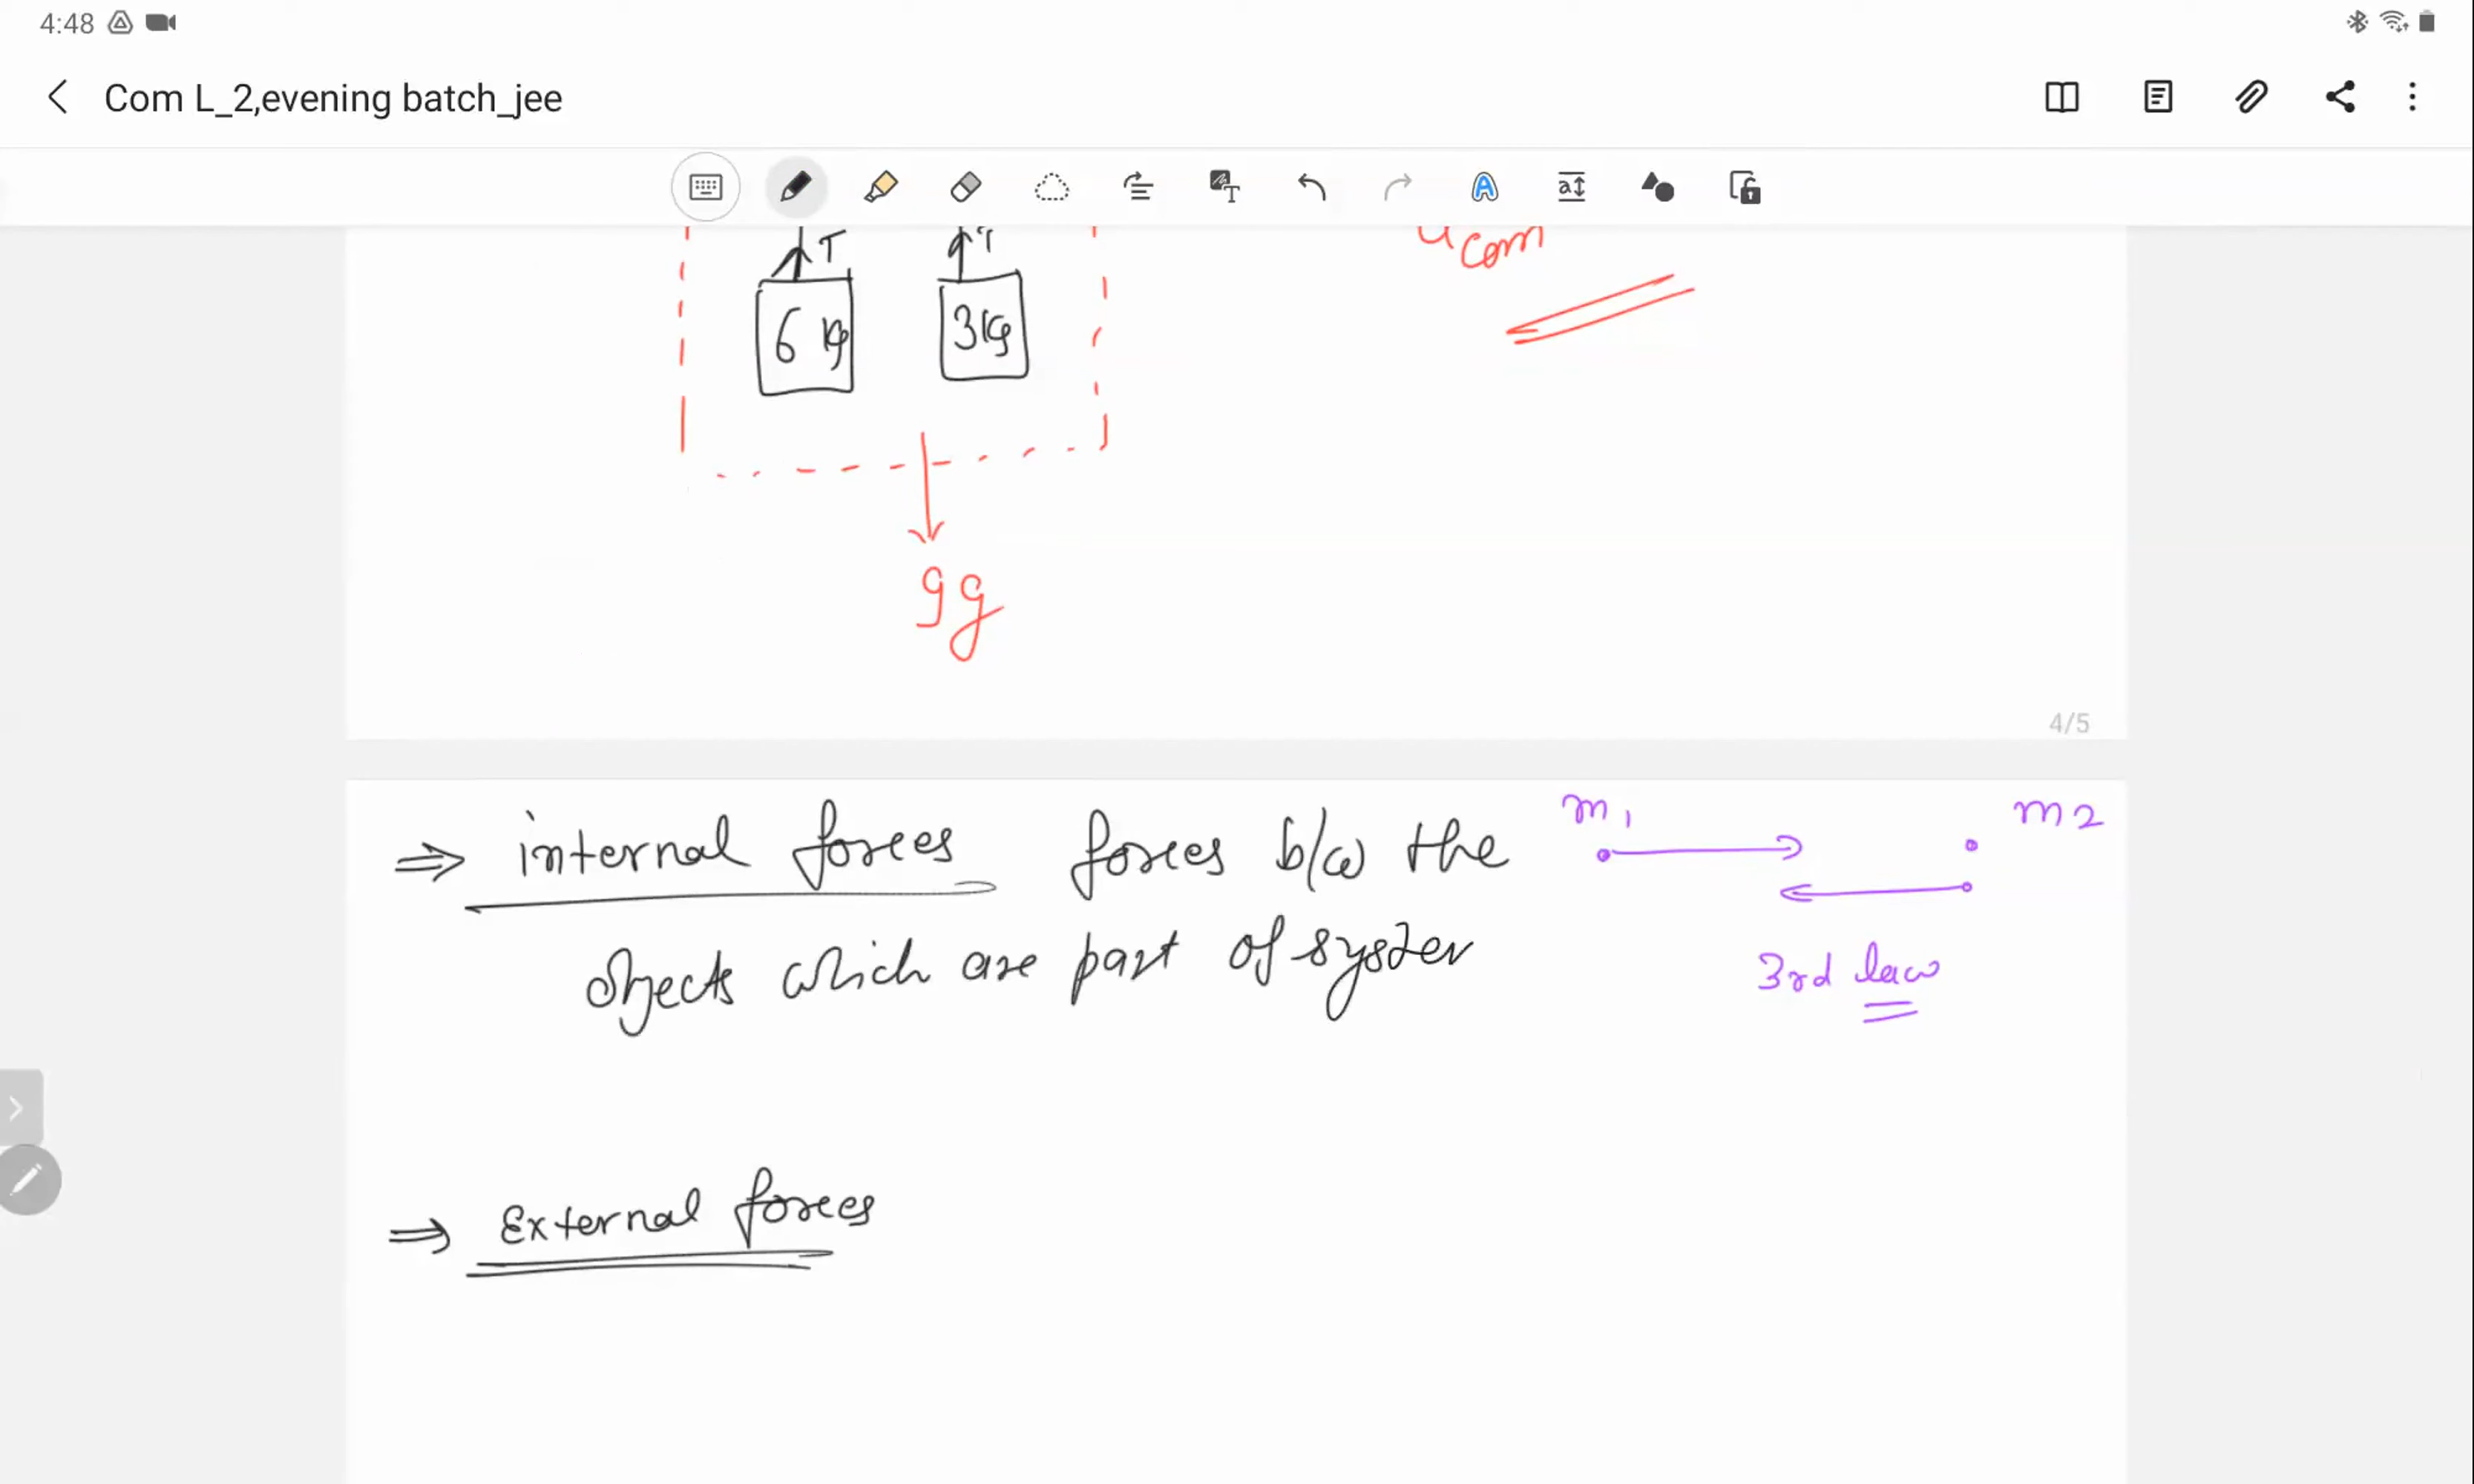 4:48
Com L_2,evening batch_jee
T T
6 kg 3kg
com
9g
4/5
⇒ internal forces forces b/w the
objects which are part of system
m1 m2
3rd law
⇒ External forces